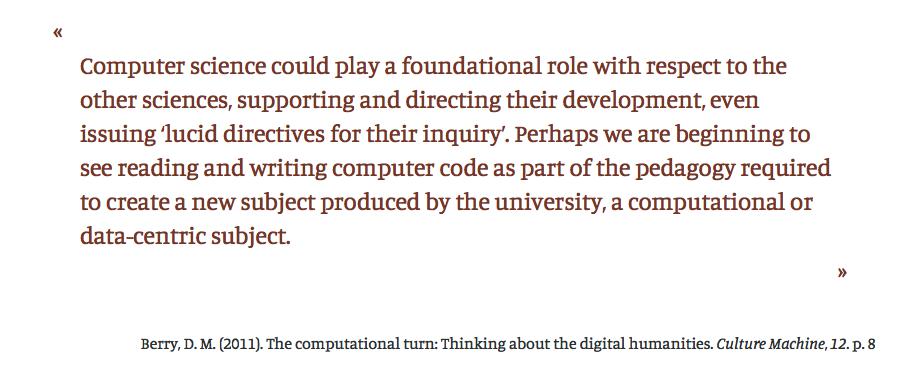 «
Computer science could play a foundational role with respect to the
other sciences, supporting and directing their development, even
issuing ‘lucid directives for their inquiry’. Perhaps we are beginning to
see reading and writing computer code as part of the pedagogy required
to create a new subject produced by the university, a computational or
data-centric subject.
»
Berry, D. M. (2011). The computational turn: Thinking about the digital humanities. Culture Machine, 12. p. 8